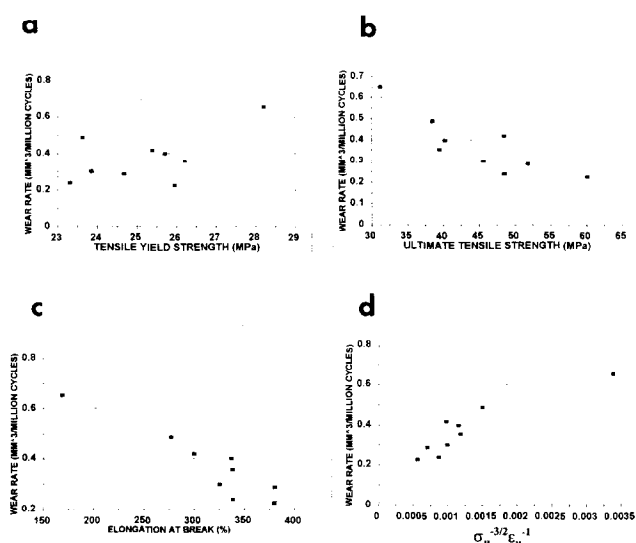 a
WEAR RATE (MM^3/MILLION CYCLES)
0.8
0.6
0.4
0.2
0
23 24 25 26 27 28 29
TENSILE YIELD STRENGTH (MPa)
b
WEAR RATE (MM^3/MILLION CYCLES)
0.7
0.6
0.5
0.4
0.3
0.2
0.1
0
30 35 40 45 50 55 60 65
ULTIMATE TENSILE STRENGTH (MPa)
c
WEAR RATE (MM^3/MILLION CYCLES)
0.8
0.6
0.4
0.2
150 200 250 300 350 400
ELONGATION AT BREAK (%)
d
WEAR RATE (MM^3/MILLION CYCLES)
0.8
0.6
0.4
0.2
0
0 0.0005 0.001 0.0015 0.002 0.0025 0.003 0.0035
σᵤ⁻³/²εᵤ⁻¹